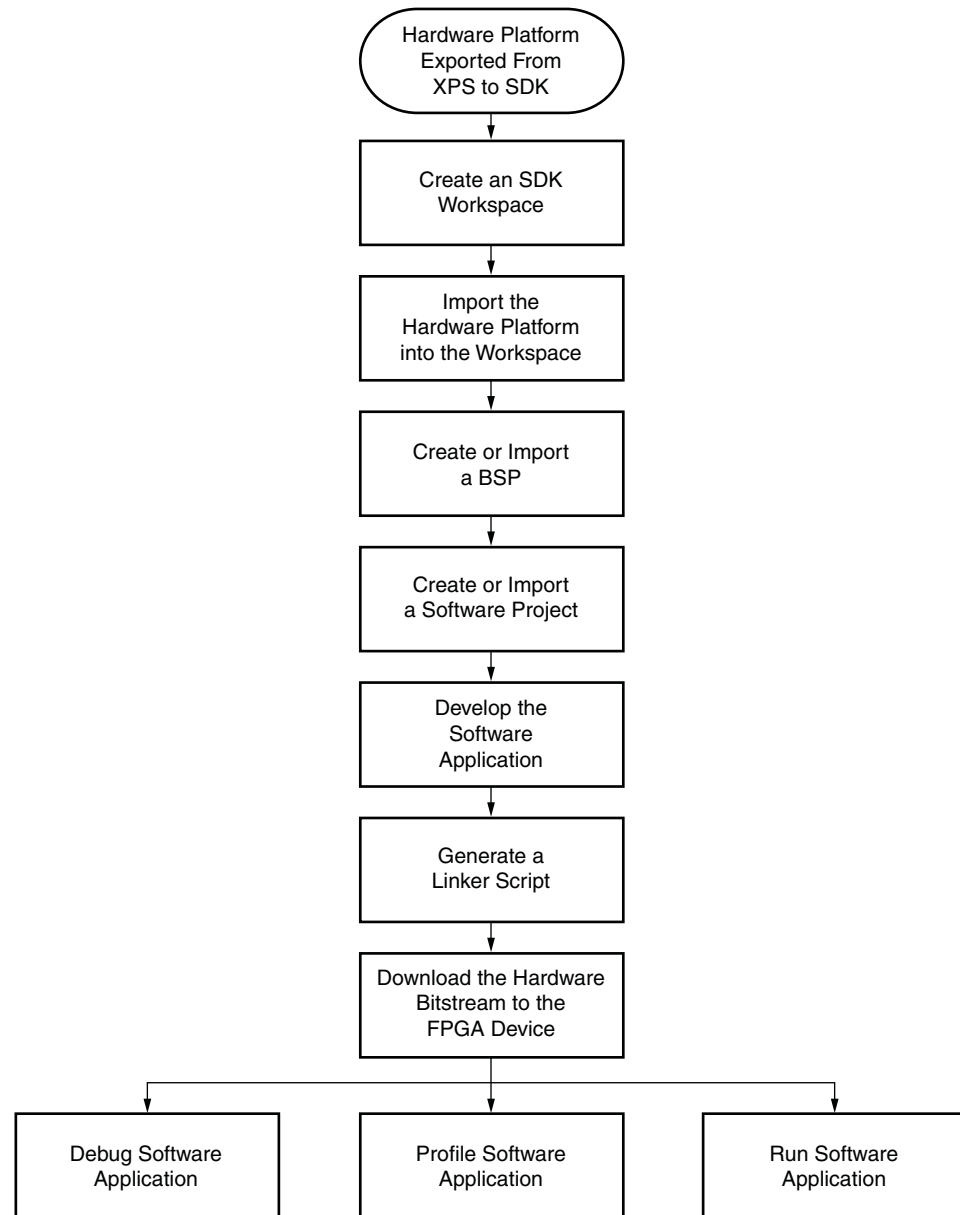 Hardware Platform
Exported From
XPS to SDK
Create an SDK
Workspace
Import the
Hardware Platform
into the Workspace
Create or Import
a BSP
Create or Import
a Software Project
Develop the
Software
Application
Generate a
Linker Script
Download the Hardware
Bitstream to the
FPGA Device
Debug Software
Application
Profile Software
Application
Run Software
Application